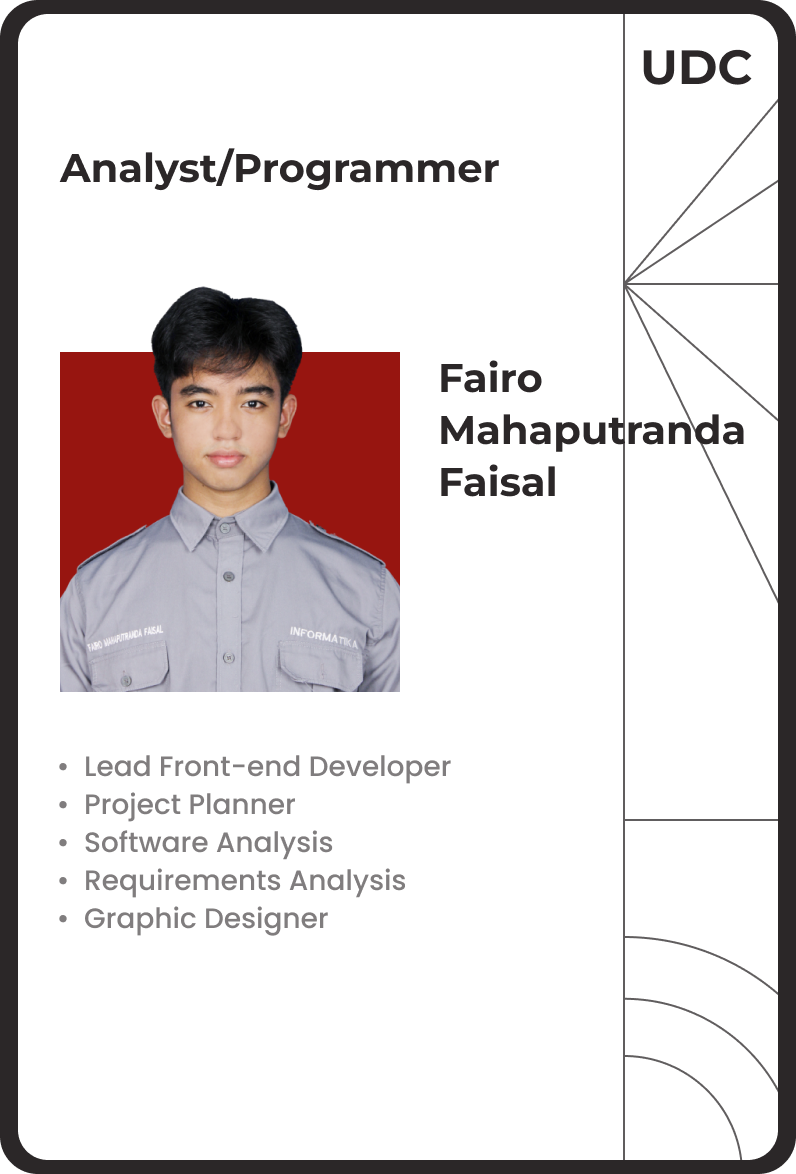 UDC
Analyst/Programmer
Fairo
Mahaputranda
Faisal
FAIRO MAHAPUTRANDA FAISAL
INFORMATIKA
• Lead Front-end Developer
• Project Planner
• Software Analysis
• Requirements Analysis
• Graphic Designer